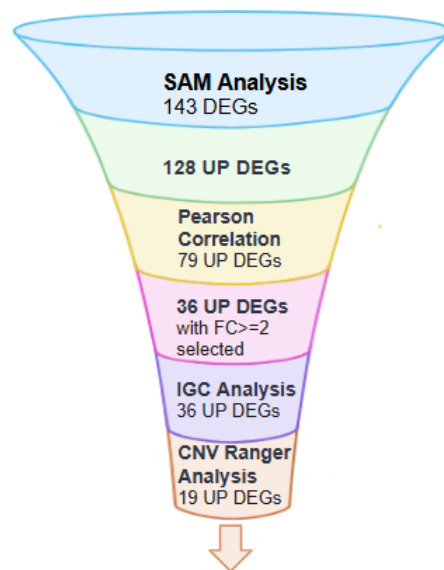 SAM Analysis
143 DEGs
128 UP DEGs
Pearson
Correlation
79 UP DEGs
36 UP DEGs
with FC>=2
selected
IGC Analysis
36 UP DEGs
CNV Ranger
Analysis
19 UP DEGs